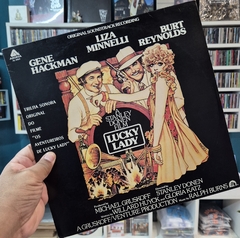 ORIGINAL SOUNDTRACK RECORDING
GENE
HACKMAN
LIZA
MINNELLI
BURT
REYNOLDS
TRILHA SONORA
ORIGINAL
DO
FILME
"OS
AVENTUREIROS
DE LUCKY LADY"
A STANLEY
DONEN
FILM
LUCKY
LADY
MICHAEL GRUSKOFF
STANLEY DONEN
WILLARD HUYCK
GLORIA KATZ
A GRUSKOFF/VENTURE PRODUCTION
RALPH BURNS